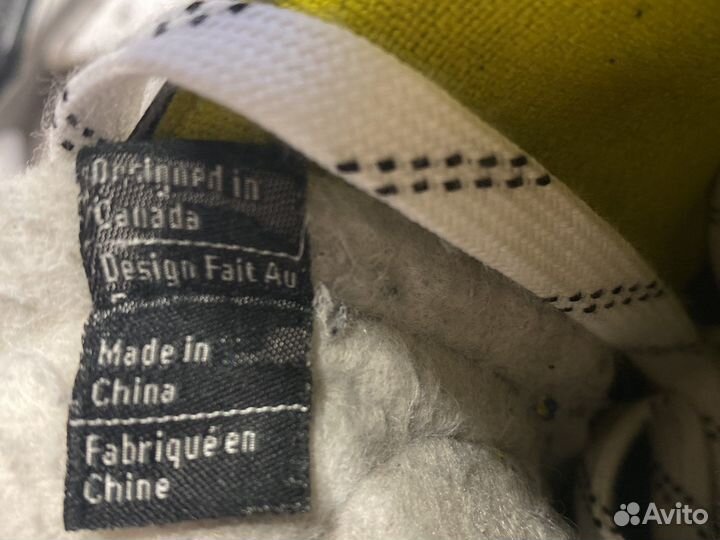 Designed in
Canada
Design Fait Au
Made in
China
Fabriqué en
Chine
Avito